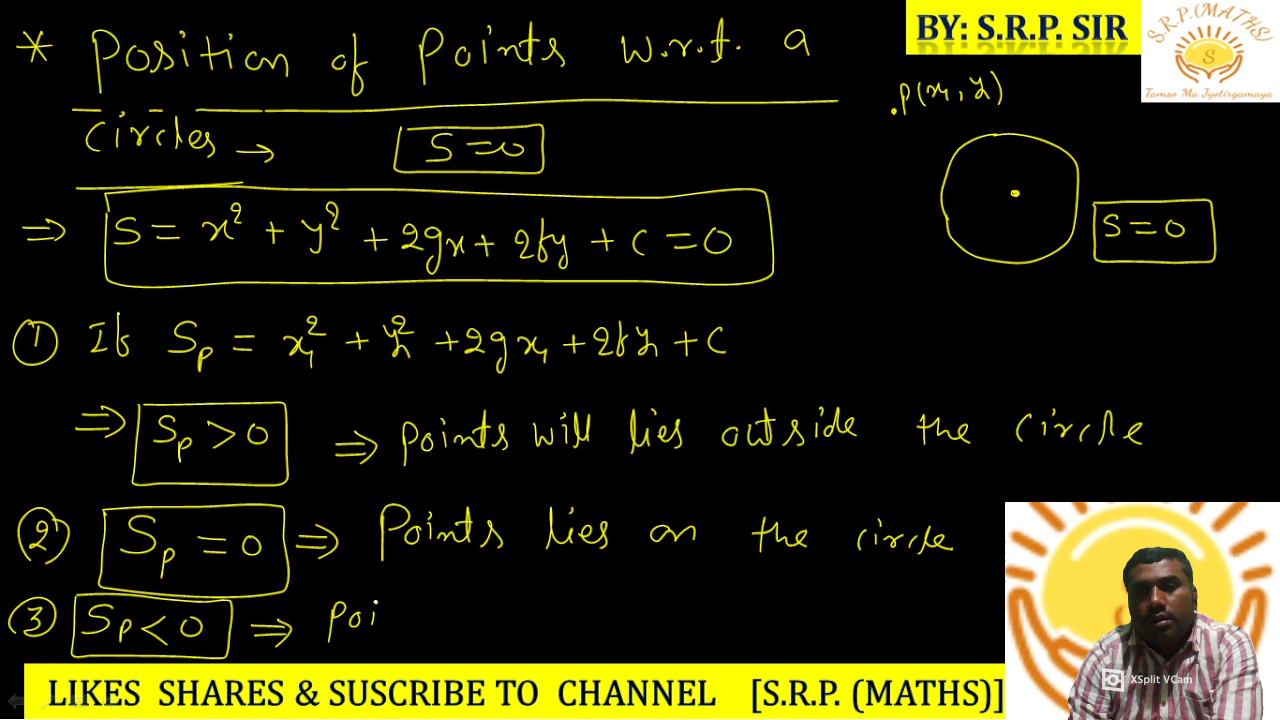 * Position of Points w.r.t. a
circles → S=0
⇒ S = x² + y² + 2gx + 2fy + c = 0
① If Sp = x₁² + y₁² + 2gx₁ + 2fy₁ + c
⇒ Sp > 0 ⇒ Points will lies outside the circle
② Sp = 0 ⇒ Points lies on the circle
③ Sp < 0 ⇒ Poi
BY: S.R.P. SIR
S.R.P.(MATHS)
S
Tamso Ma Jyotirgamaya
.P(x₁, y₁)
S = 0
XSplit VCam
LIKES SHARES & SUSCRIBE TO CHANNEL [S.R.P. (MATHS)]